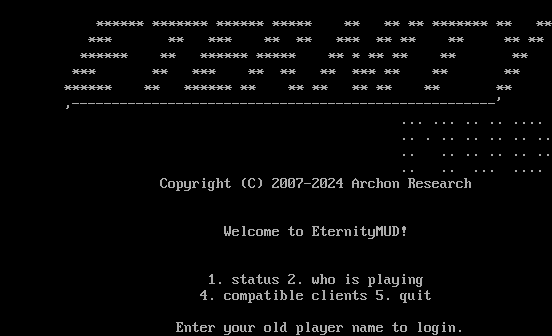 Copyright (C) 2007-2024 Archon Research
Welcome to EternityMUD!
1. status 2. who is playing
4. compatible clients 5. quit
Enter your old player name to login.